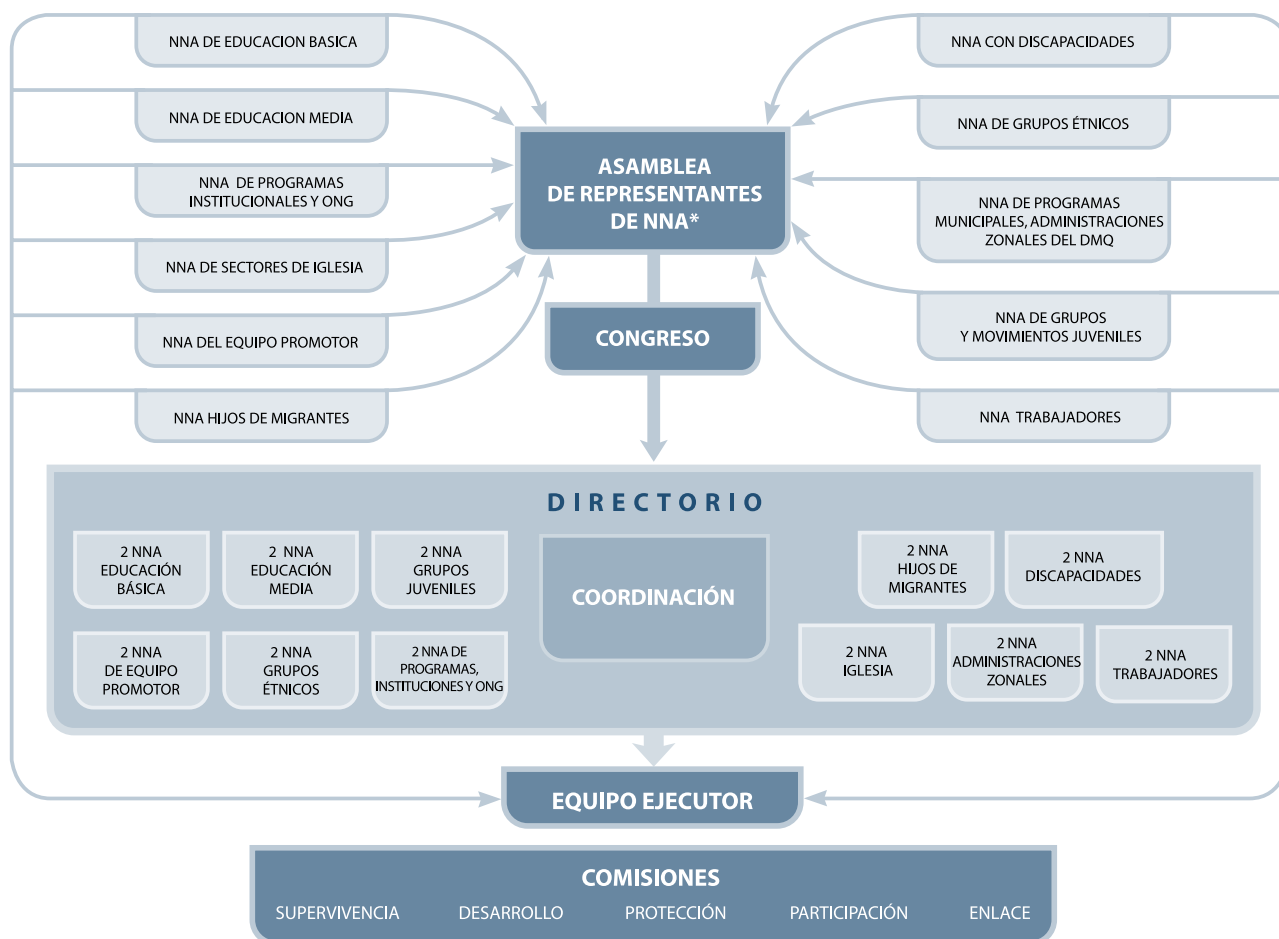 NNA DE EDUCACION BASICA
NNA DE EDUCACION MEDIA
NNA DE PROGRAMAS
INSTITUCIONALES Y ONG
NNA DE SECTORES DE IGLESIA
NNA DEL EQUIPO PROMOTOR
NNA HIJOS DE MIGRANTES
ASAMBLEA
DE REPRESENTANTES
DE NNA*
CONGRESO
NNA CON DISCAPACIDADES
NNA DE GRUPOS ÉTNICOS
NNA DE PROGRAMAS
MUNICIPALES, ADMINISTRACIONES
ZONALES DEL DMQ
NNA DE GRUPOS
Y MOVIMIENTOS JUVENILES
NNA TRABAJADORES
DIRECTORIO
2 NNA
EDUCACIÓN
BÁSICA
2 NNA
EDUCACIÓN
MEDIA
2 NNA
GRUPOS
JUVENILES
2 NNA
DE EQUIPO
PROMOTOR
2 NNA
GRUPOS
ÉTNICOS
2 NNA DE
PROGRAMAS,
INSTITUCIONES Y ONG
COORDINACIÓN
2 NNA
HIJOS DE
MIGRANTES
2 NNA
DISCAPACIDADES
2 NNA
IGLESIA
2 NNA
ADMINISTRACIONES
ZONALES
2 NNA
TRABAJADORES
EQUIPO EJECUTOR
COMISIONES
SUPERVIVENCIA DESARROLLO PROTECCIÓN PARTICIPACIÓN ENLACE